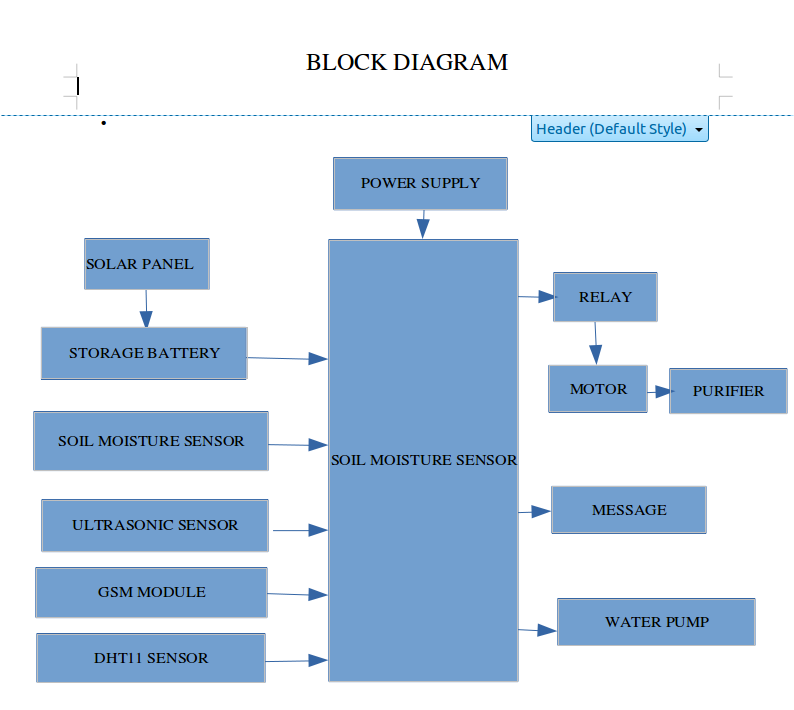 BLOCK DIAGRAM
Header (Default Style)
POWER SUPPLY
SOLAR PANEL
STORAGE BATTERY
SOIL MOISTURE SENSOR
ULTRASONIC SENSOR
GSM MODULE
DHT11 SENSOR
SOIL MOISTURE SENSOR
RELAY
MOTOR
PURIFIER
MESSAGE
WATER PUMP